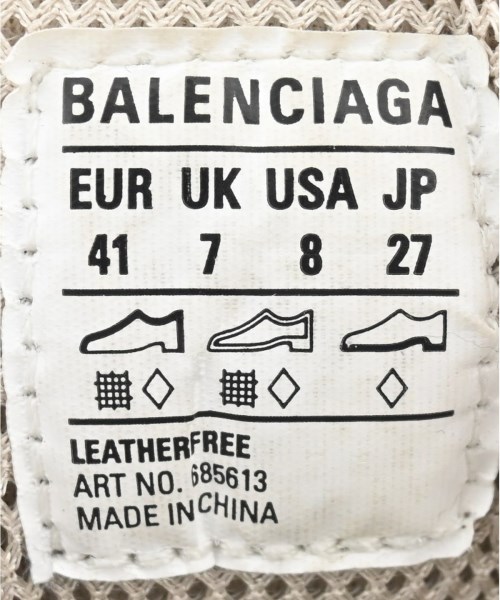 BALENCIAGA
EUR UK USA JP
41 7 8 27
LEATHERFREE
ART NO. 685613
MADE IN CHINA